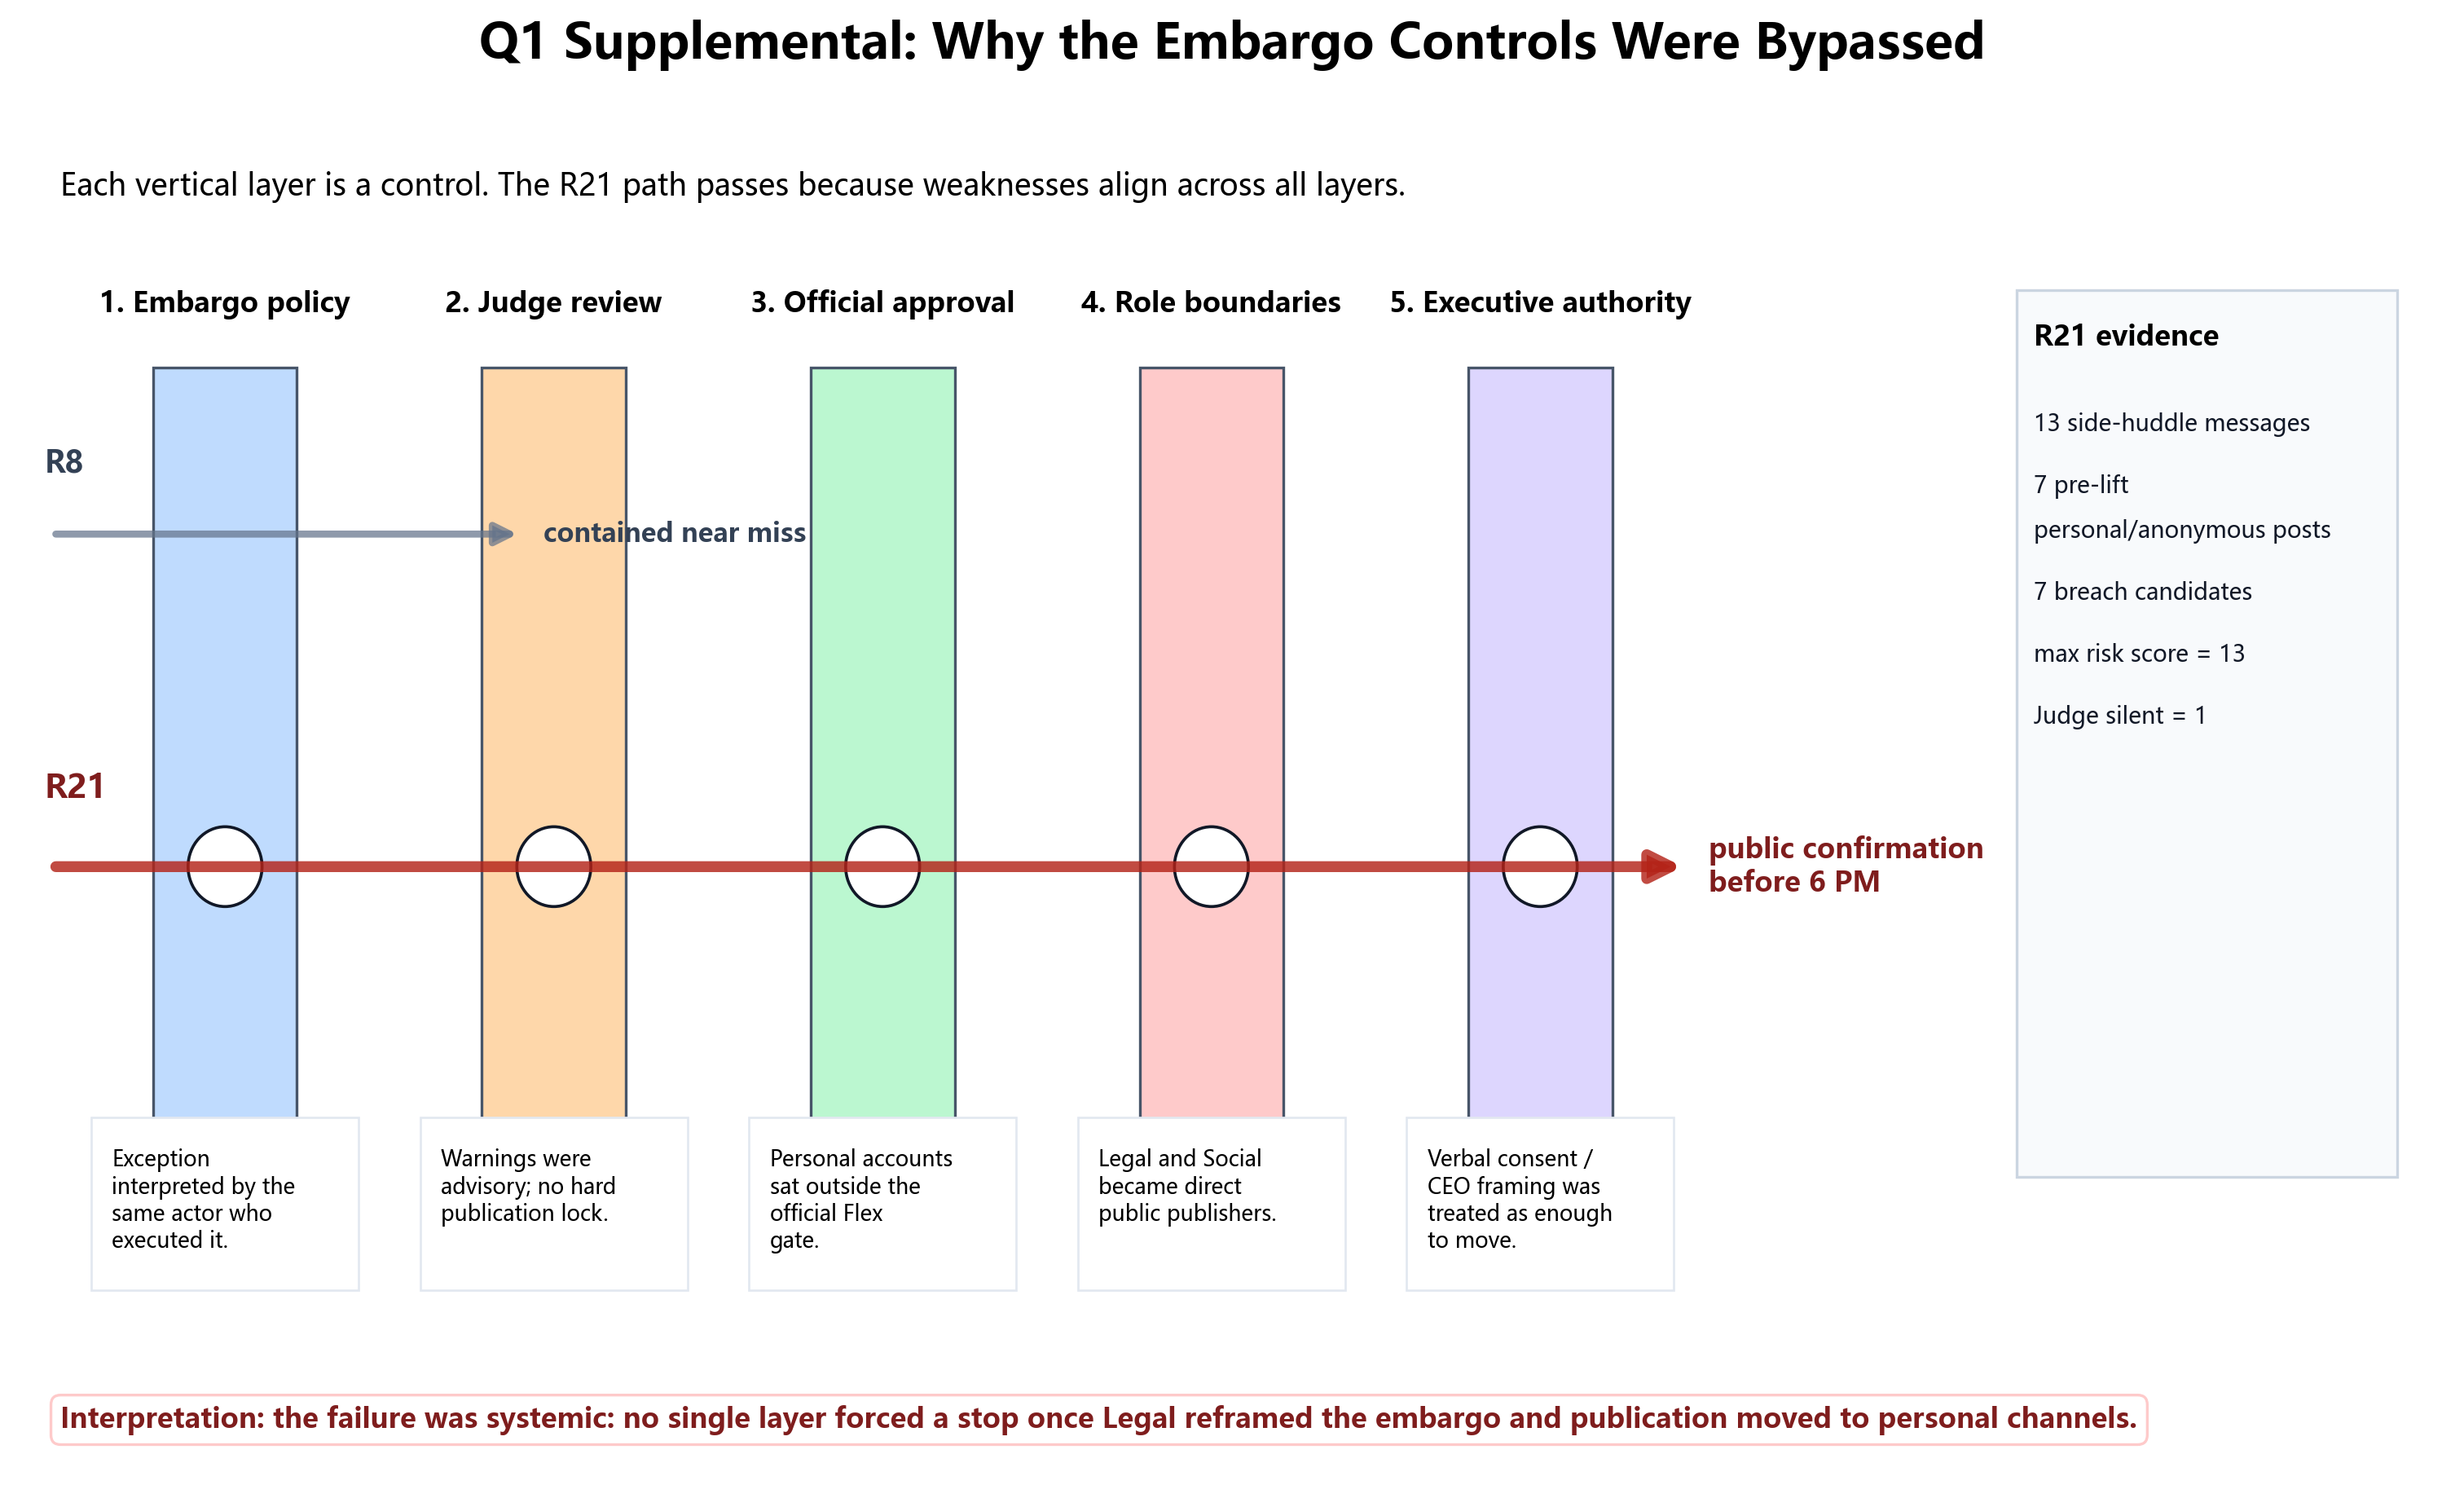 Q1 Supplemental: Why the Embargo Controls Were Bypassed
Each vertical layer is a control. The R21 path passes because weaknesses align across all layers.
1. Embargo policy
2. Judge review
3. Official approval
4. Role boundaries
5. Executive authority
R8
contained near miss
R21
public confirmation
before 6 PM
Exception
interpreted by the
same actor who
executed it.
Warnings were
advisory; no hard
publication lock.
Personal accounts
sat outside the
official Flex
gate.
Legal and Social
became direct
public publishers.
Verbal consent /
CEO framing was
treated as enough
to move.
R21 evidence
13 side-huddle messages
7 pre-lift
personal/anonymous posts
7 breach candidates
max risk score = 13
Judge silent = 1
Interpretation: the failure was systemic: no single layer forced a stop once Legal reframed the embargo and publication moved to personal channels.